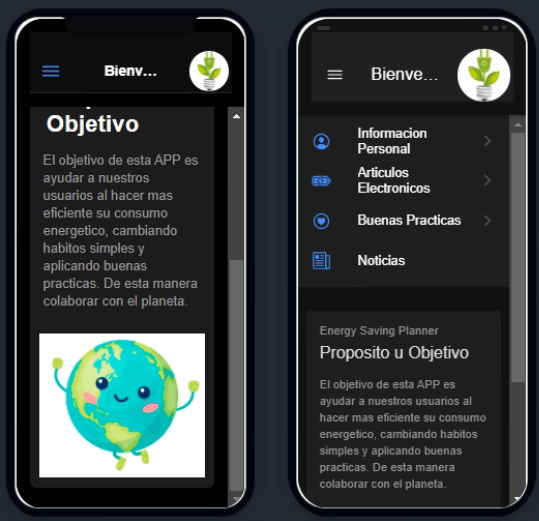 Bienv...
Objetivo
El objetivo de esta APP es
ayudar a nuestros
usuarios al hacer mas
eficiente su consumo
energetico, cambiando
habitos simples y
aplicando buenas
practicas. De esta manera
colaborar con el planeta.
Bienve...
Informacion
Personal
Articulos
Electronicos
Buenas Practicas
Noticias
Energy Saving Planner
Proposito u Objetivo
El objetivo de esta APP es
ayudar a nuestros usuarios al
hacer mas eficiente su consumo
energetico, cambiando habitos
simples y aplicando buenas
practicas. De esta manera
colaborar con el planeta.